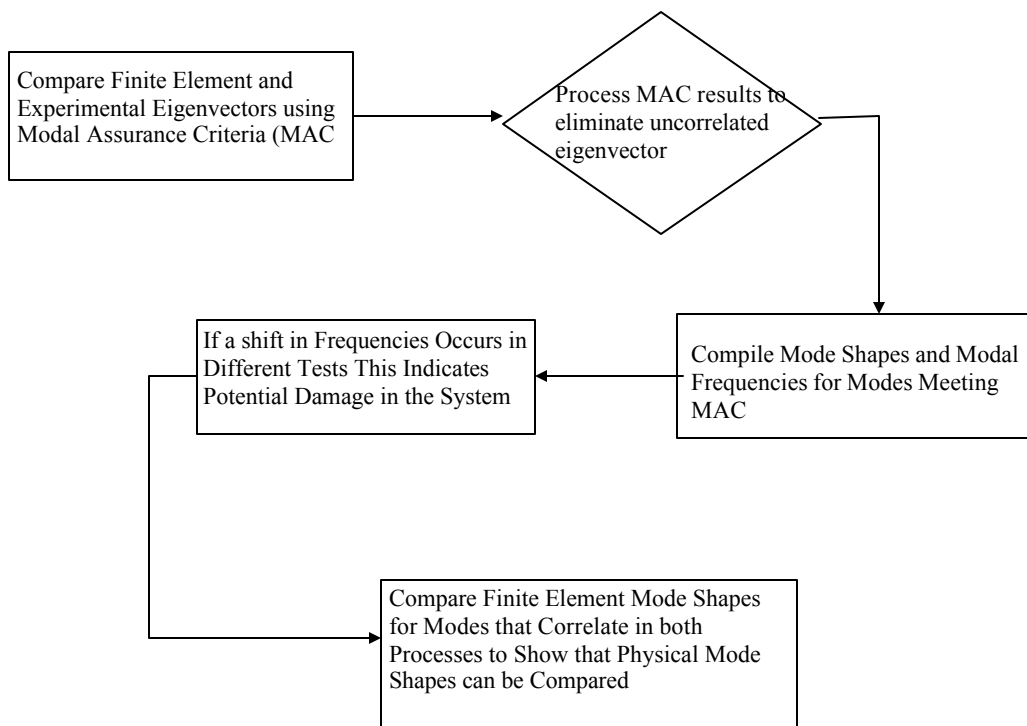 Compare Finite Element and
Experimental Eigenvectors using
Modal Assurance Criteria (MAC
Process MAC results to
eliminate uncorrelated
eigenvector
If a shift in Frequencies Occurs in
Different Tests This Indicates
Potential Damage in the System
Compile Mode Shapes and Modal
Frequencies for Modes Meeting
MAC
Compare Finite Element Mode Shapes
for Modes that Correlate in both
Processes to Show that Physical Mode
Shapes can be Compared